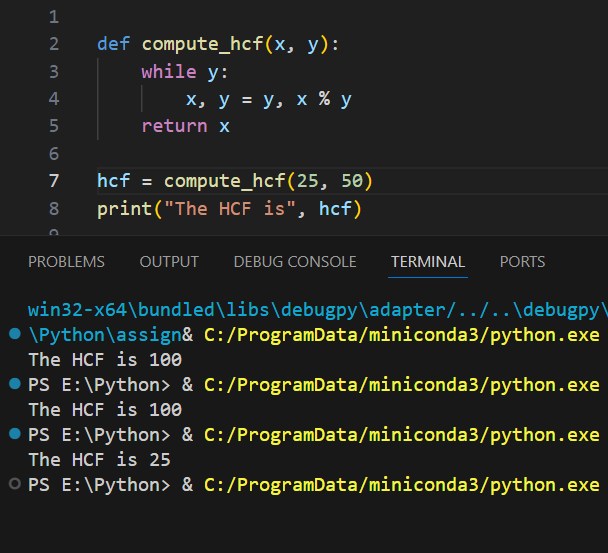 1
2 def compute_hcf(x, y):
3 while y:
4 x, y = y, x % y
5 return x
6
7 hcf = compute_hcf(25, 50)
8 print("The HCF is", hcf)
9
PROBLEMS OUTPUT DEBUG CONSOLE TERMINAL PORTS
win32-x64\bundled\libs\debugpy\adapter/../..\debugpy\
\Python\assign& C:/ProgramData/miniconda3/python.exe
The HCF is 100
PS E:\Python> & C:/ProgramData/miniconda3/python.exe
The HCF is 100
PS E:\Python> & C:/ProgramData/miniconda3/python.exe
The HCF is 25
PS E:\Python> & C:/ProgramData/miniconda3/python.exe